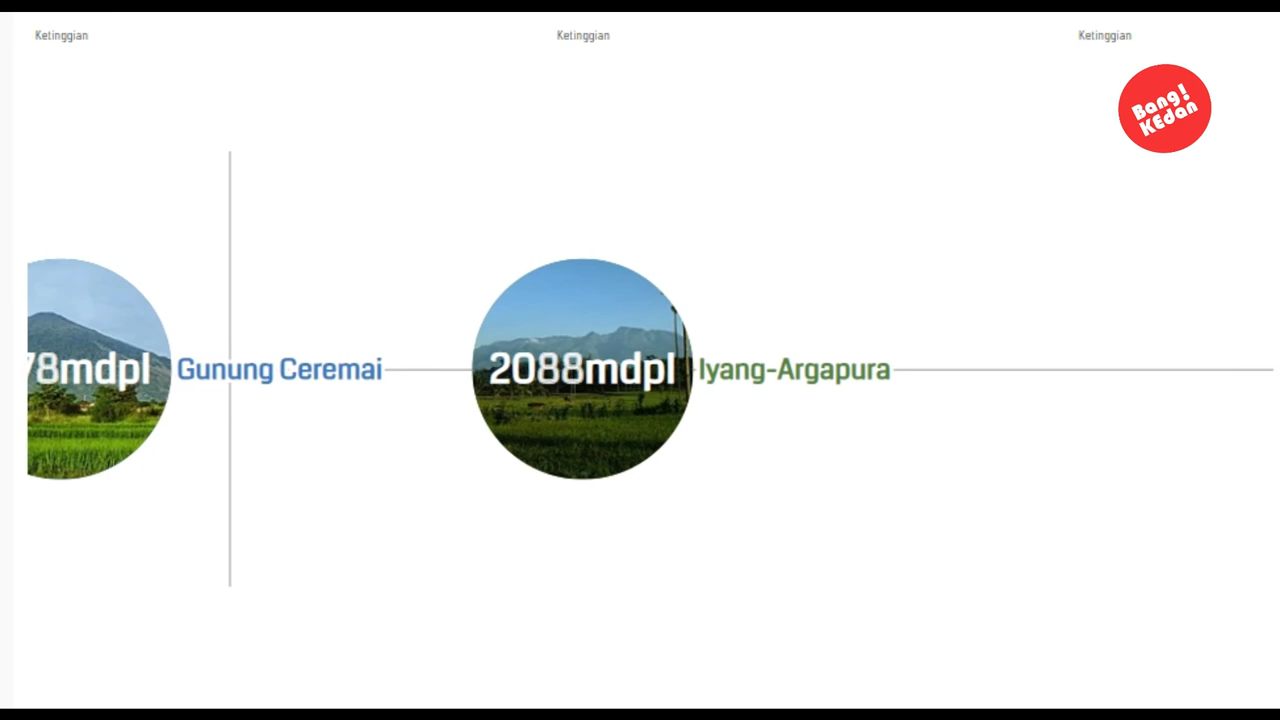 Ketinggian
Ketinggian
Ketinggian
Bang!
KEdan
78mdpl
Gunung Ceremai
2088mdpl
Iyang-Argapura